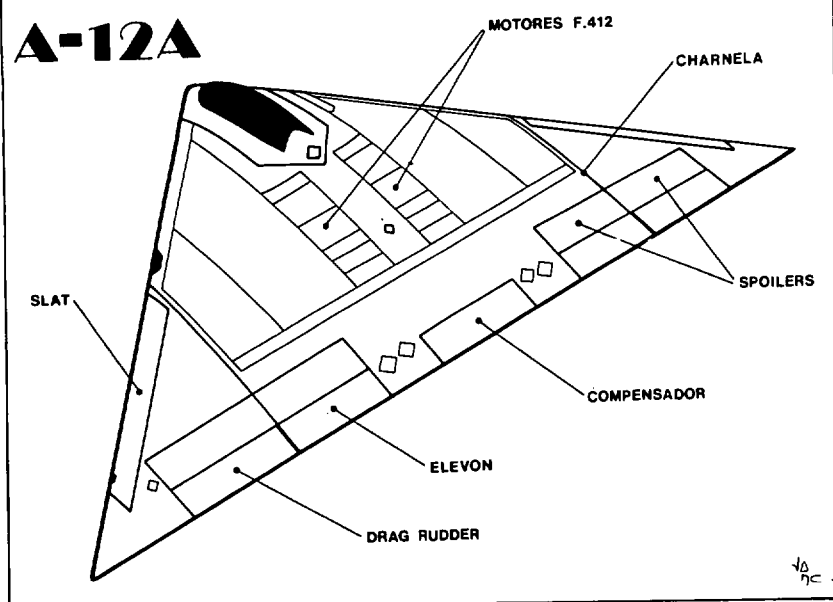 A-12A
MOTORES F.412
CHARNELA
SLAT
SPOILERS
COMPENSADOR
ELEVON
DRAG RUDDER